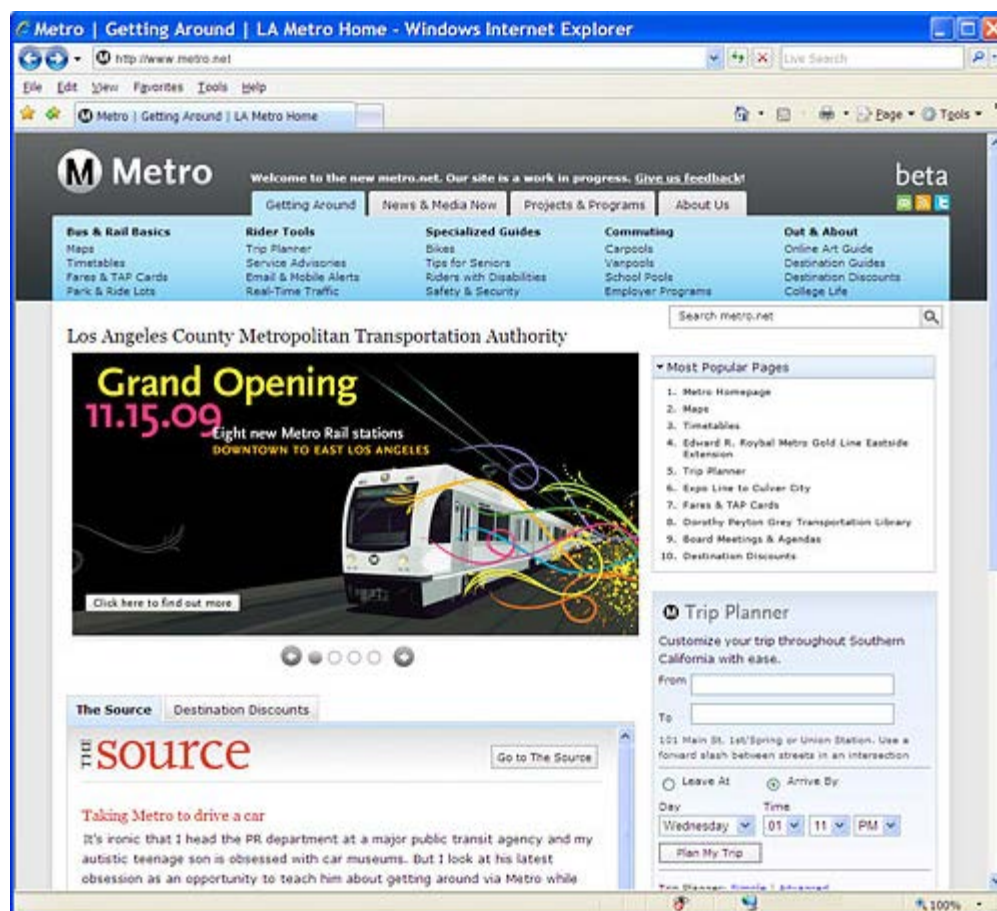 Metro | Getting Around | LA Metro Home - Windows Internet Explorer
http://www.metro.net
Live Search
File Edit View Favorites Tools Help
Metro | Getting Around | LA Metro Home
Page Tools
M Metro
Welcome to the new metro.net. Our site is a work in progress. Give us feedback!
beta
Getting Around News & Media Now Projects & Programs About Us
Bus & Rail Basics Rider Tools Specialized Guides Commuting Out & About
Maps Trip Planner Bikes Carpools Online Art Guide
Timetables Service Advisories Tips for Seniors Vanpools Destination Guides
Fares & TAP Cards Email & Mobile Alerts Riders with Disabilities School Pools Destination Discounts
Park & Ride Lots Real-Time Traffic Safety & Security Employer Programs College Life
Search metro.net
Los Angeles County Metropolitan Transportation Authority
Grand Opening
11.15.09
Eight new Metro Rail stations
DOWNTOWN TO EAST LOS ANGELES
Click here to find out more
Most Popular Pages
1. Metro Homepage
2. Maps
3. Timetables
4. Edward R. Roybal Metro Gold Line Eastside
Extension
5. Trip Planner
6. Expo Line to Culver City
7. Fares & TAP Cards
8. Dorothy Peyton Grey Transportation Library
9. Board Meetings & Agendas
10. Destination Discounts
M Trip Planner
Customize your trip throughout Southern
California with ease.
From
To
101 Main St. 1st/Spring or Union Station. Use a
forward slash between streets in an intersection
Leave At Arrive By
Day Time
Wednesday 01 11 PM
Plan My Trip
Trip Planner: Simple | Advanced
The Source Destination Discounts
THE source
Go to The Source
Taking Metro to drive a car
It's ironic that I head the PR department at a major public transit agency and my
autistic teenage son is obsessed with car museums. But I look at his latest
obsession as an opportunity to teach him about getting around via Metro while
100%